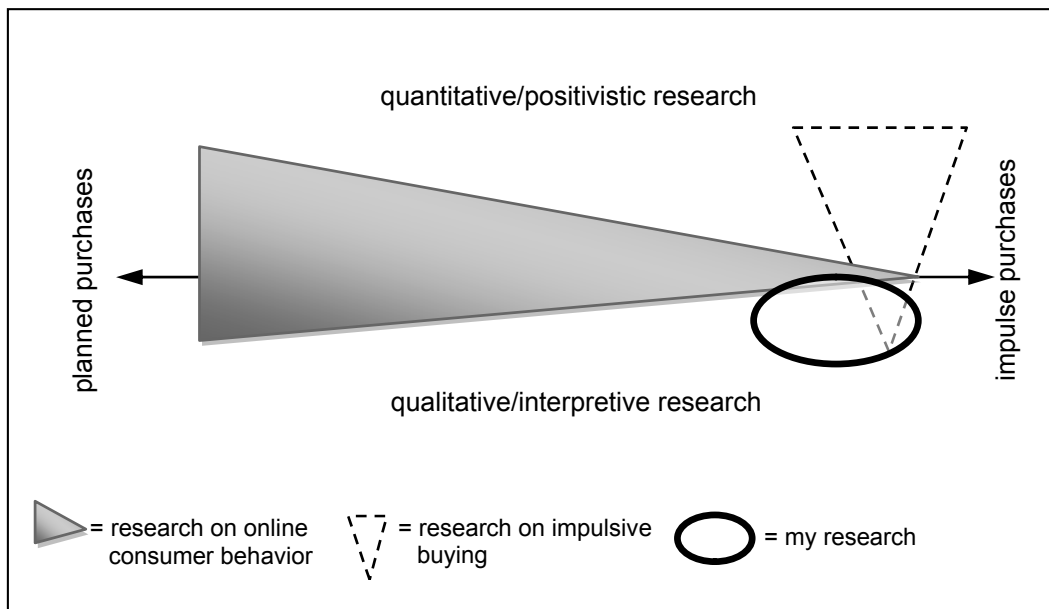 quantitative/positivistic research
planned purchases
impulse purchases
qualitative/interpretive research
= research on online
consumer behavior
= research on impulsive
buying
= my research